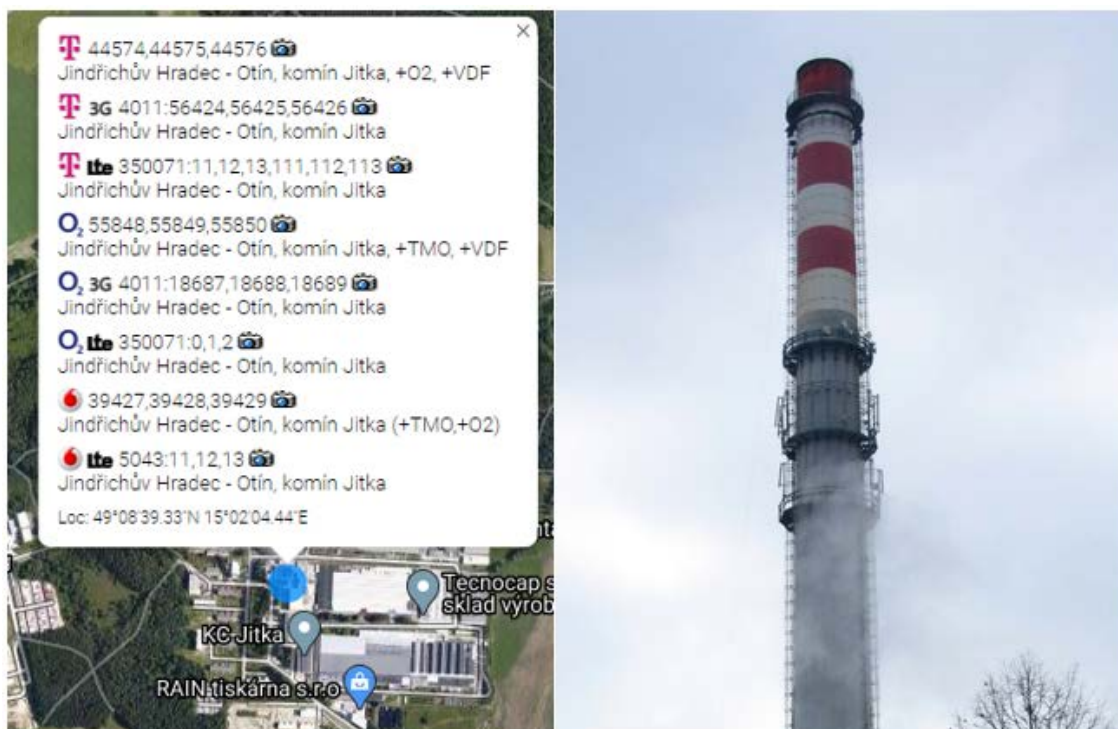 44574,44575,44576
Jindřichův Hradec - Otín, komín Jitka, +O2, +VDF
3G 4011:56424,56425,56426
Jindřichův Hradec - Otín, komín Jitka
lte 350071:11,12,13,111,112,113
Jindřichův Hradec - Otín, komín Jitka
O2 55848,55849,55850
Jindřichův Hradec - Otín, komín Jitka, +TMO, +VDF
O2 3G 4011:18687,18688,18689
Jindřichův Hradec - Otín, komín Jitka
O2 lte 350071:0,1,2
Jindřichův Hradec - Otín, komín Jitka
39427,39428,39429
Jindřichův Hradec - Otín, komín Jitka (+TMO,+O2)
lte 5043:11,12,13
Jindřichův Hradec - Otín, komín Jitka
Loc: 49°08'39.33"N 15°02'04.44"E
Tecnocap s
sklad výrob
KC Jitka
RAIN tiskárna s.r.o